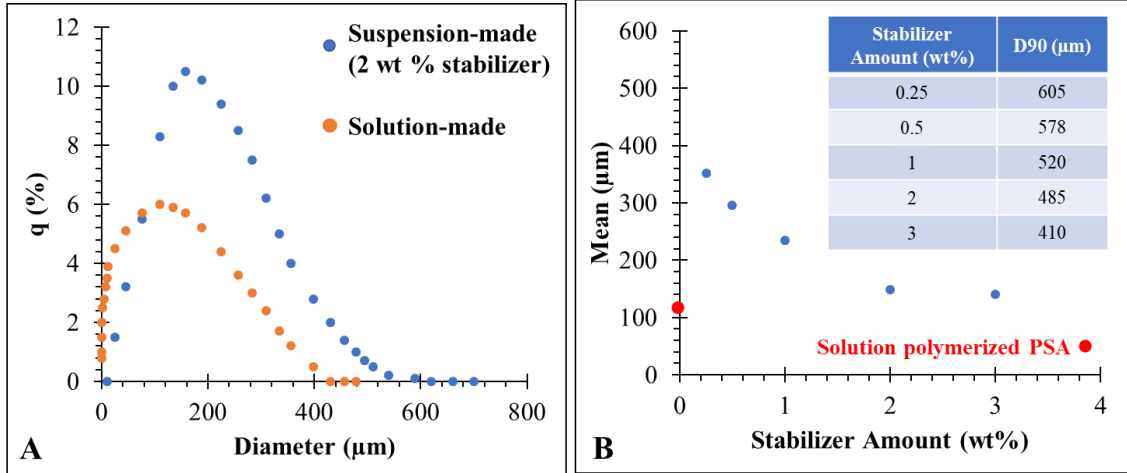 12
10
8
6
4
2
0
q (%)
0 200 400 600 800
Diameter (µm)
Suspension-made
(2 wt % stabilizer)
Solution-made
A
600
500
400
300
200
100
0
Mean (µm)
0 1 2 3 4
Stabilizer Amount (wt%)
Stabilizer
Amount (wt%)
D90 (µm)
0.25 605
0.5 578
1 520
2 485
3 410
Solution polymerized PSA
B